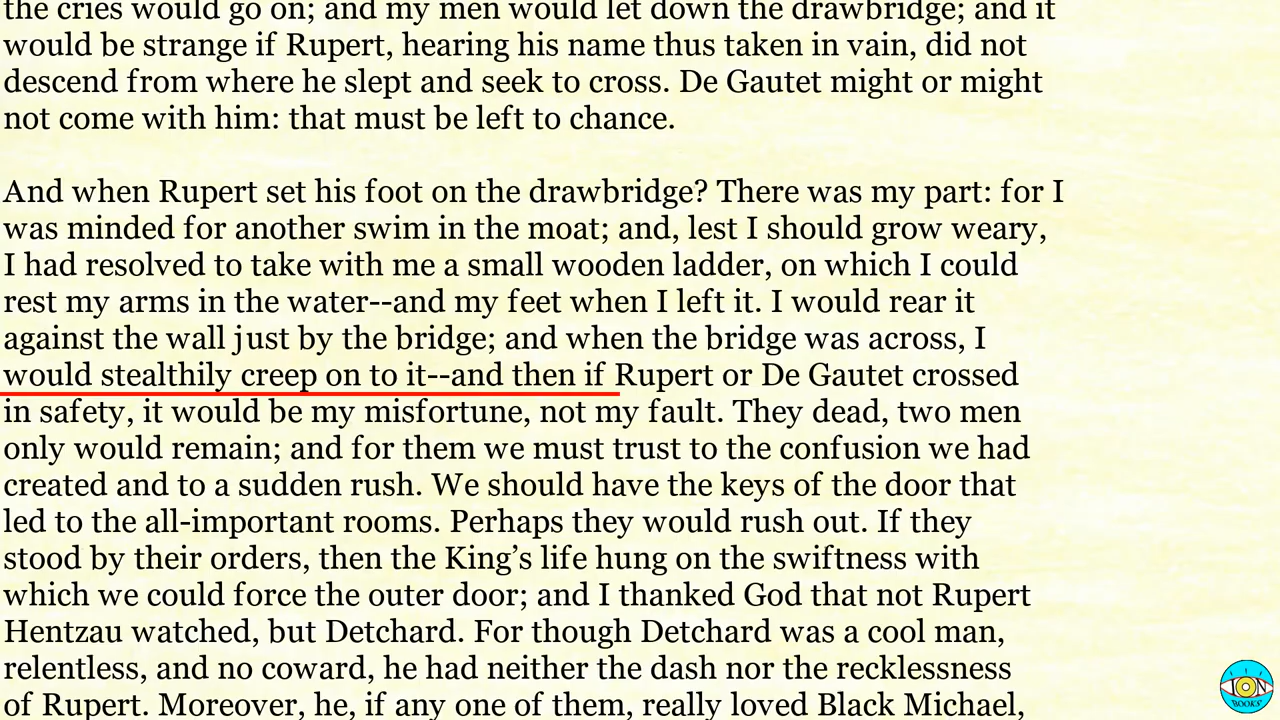 the cries would go on; and my men would let down the drawbridge; and it
would be strange if Rupert, hearing his name thus taken in vain, did not
descend from where he slept and seek to cross. De Gautet might or might
not come with him: that must be left to chance.
And when Rupert set his foot on the drawbridge? There was my part: for I
was minded for another swim in the moat; and, lest I should grow weary,
I had resolved to take with me a small wooden ladder, on which I could
rest my arms in the water--and my feet when I left it. I would rear it
against the wall just by the bridge; and when the bridge was across, I
would stealthily creep on to it--and then if Rupert or De Gautet crossed
in safety, it would be my misfortune, not my fault. They dead, two men
only would remain; and for them we must trust to the confusion we had
created and to a sudden rush. We should have the keys of the door that
led to the all-important rooms. Perhaps they would rush out. If they
stood by their orders, then the King’s life hung on the swiftness with
which we could force the outer door; and I thanked God that not Rupert
Hentzau watched, but Detchard. For though Detchard was a cool man,
relentless, and no coward, he had neither the dash nor the recklessness
of Rupert. Moreover, he, if any one of them, really loved Black Michael,
ION
BOOKS